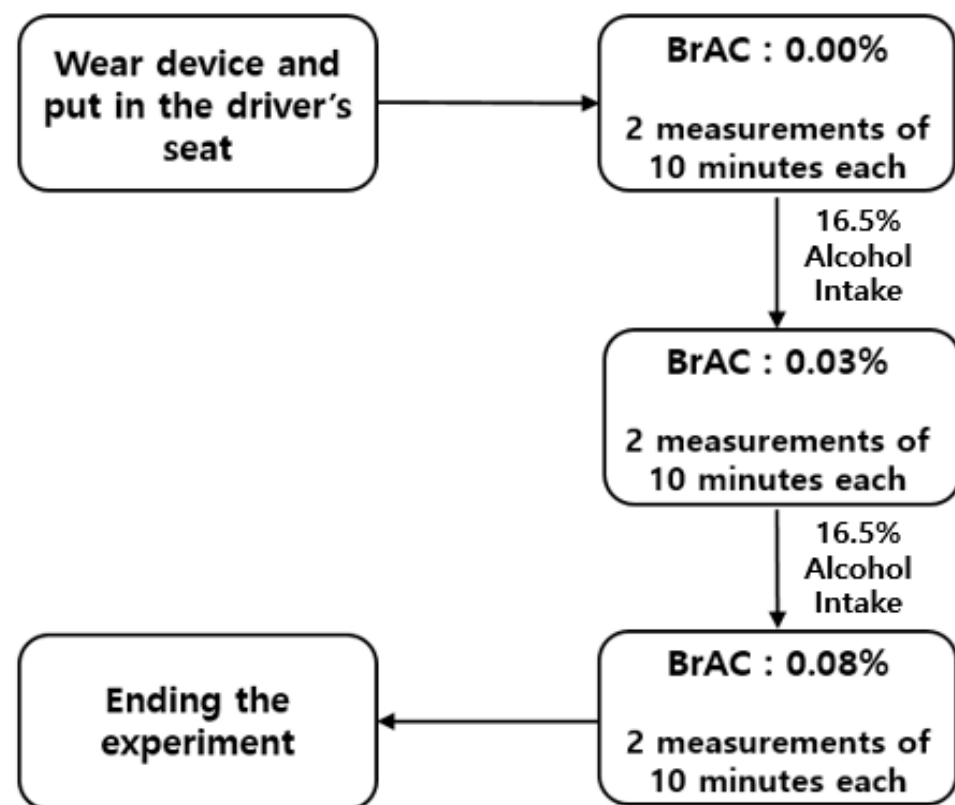 Wear device and
put in the driver's
seat
BrAC : 0.00%
2 measurements of
10 minutes each
16.5%
Alcohol
Intake
BrAC : 0.03%
2 measurements of
10 minutes each
16.5%
Alcohol
Intake
BrAC : 0.08%
2 measurements of
10 minutes each
Ending the
experiment